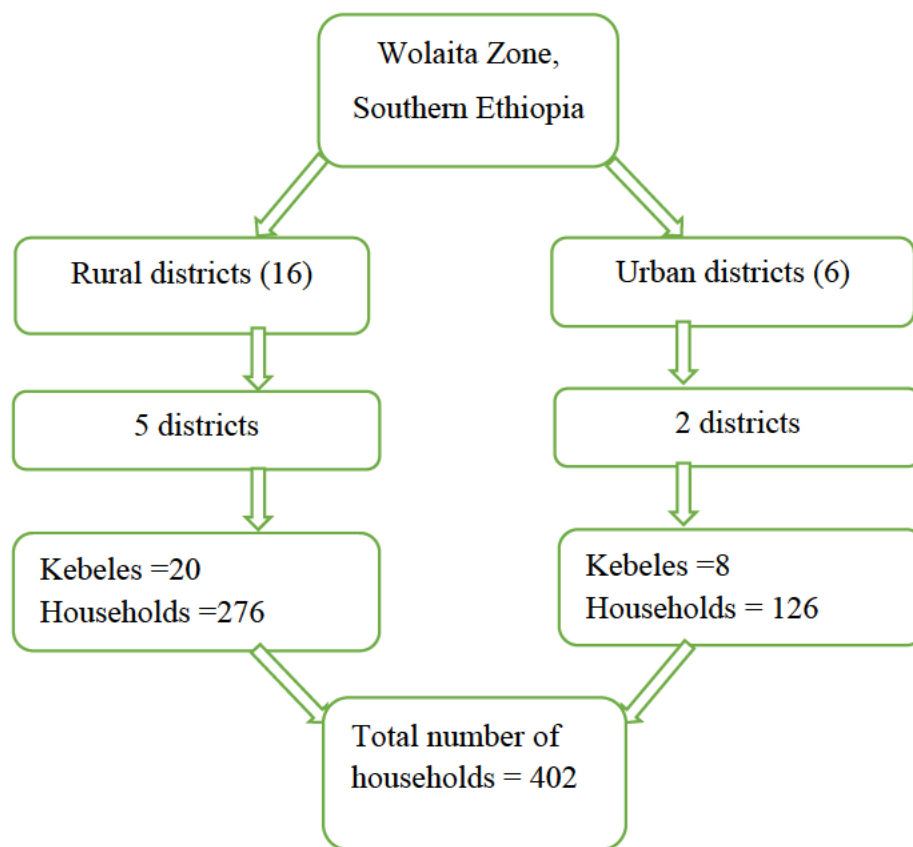 Wolaita Zone,
Southern Ethiopia
Rural districts (16)
Urban districts (6)
5 districts
2 districts
Kebeles =20
Households =276
Kebeles =8
Households = 126
Total number of
households = 402